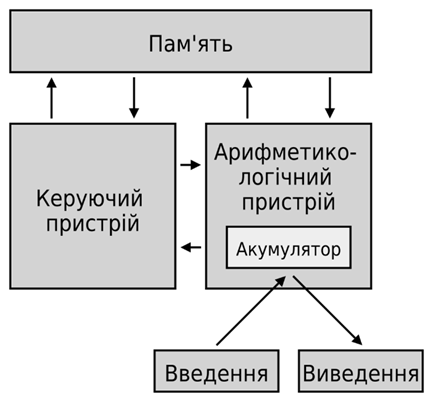 Пам'ять
Керуючий
пристрій
Арифметико-
логічний
пристрій
Акумулятор
Введення
Виведення